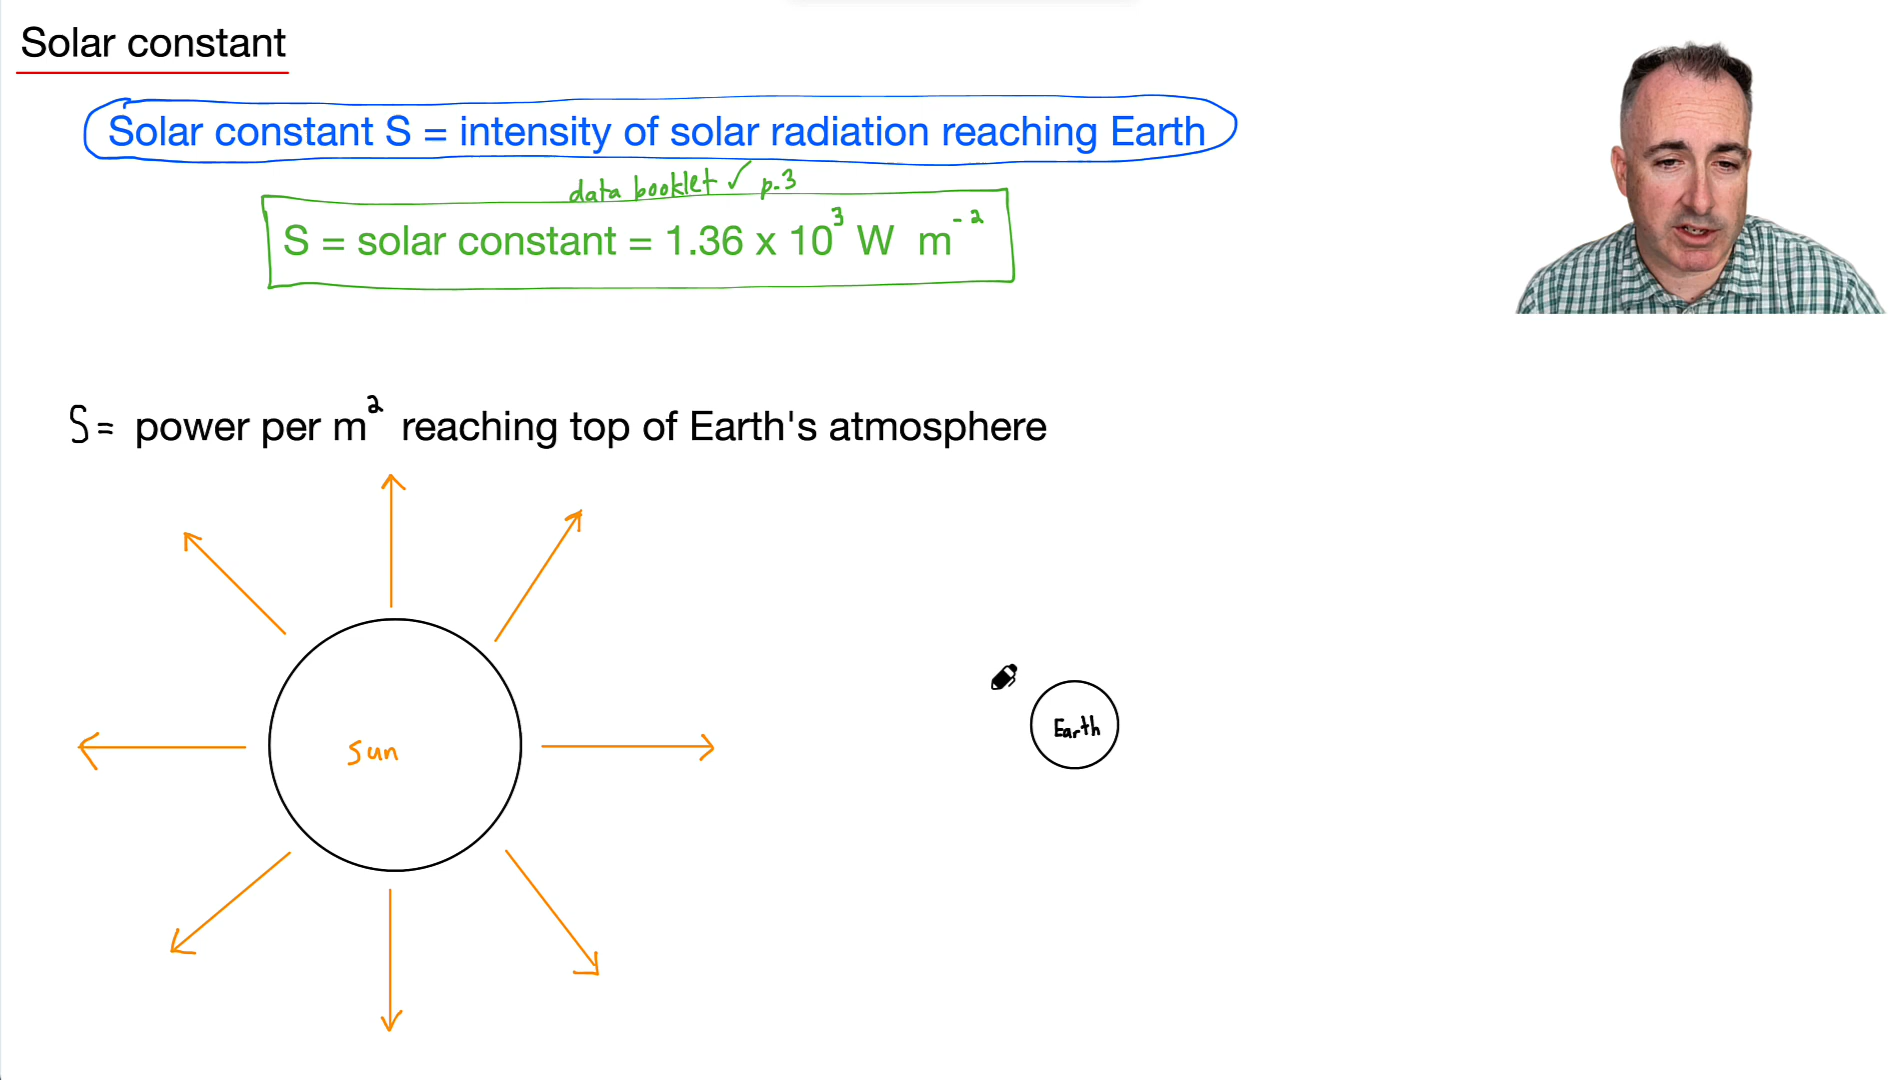 Solar constant
Solar constant S = intensity of solar radiation reaching Earth
data booklet ✓ p.3
S = solar constant = 1.36 x 10³ W m⁻²
S = power per m² reaching top of Earth's atmosphere
Sun
Earth